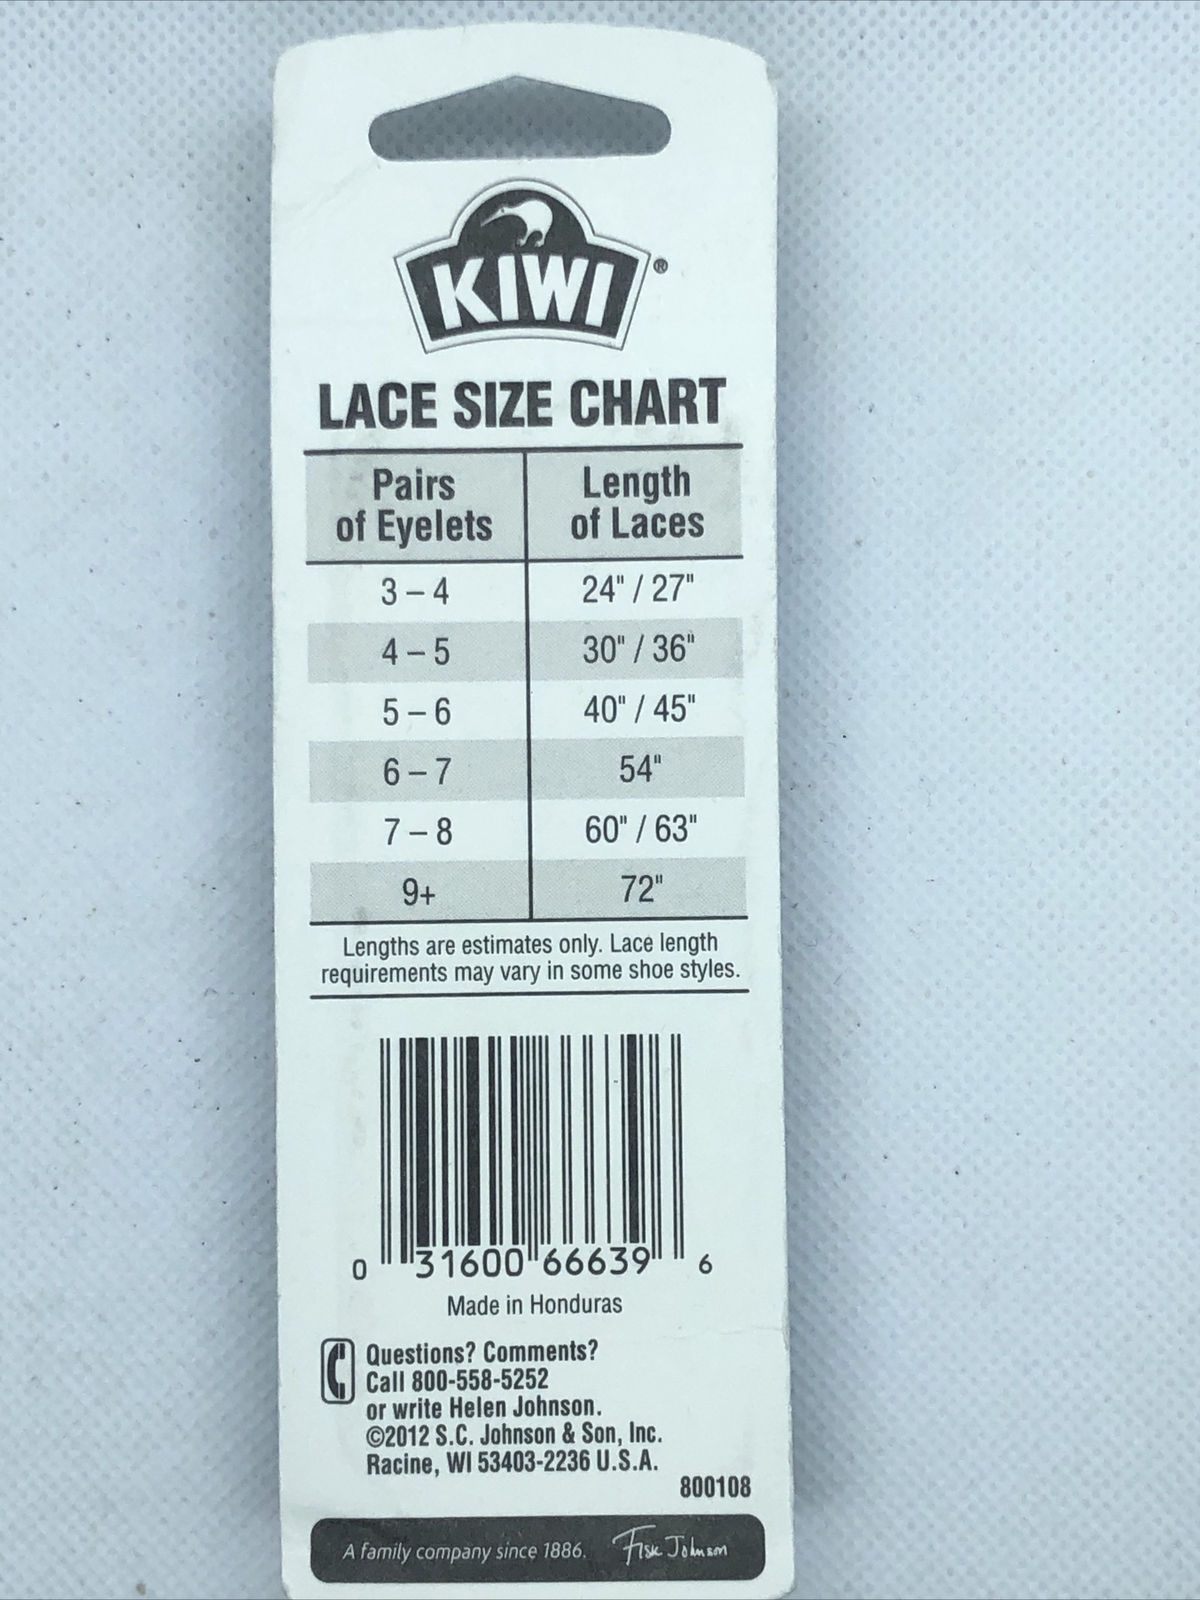 KIWI®
LACE SIZE CHART
Pairs of Eyelets Length of Laces
3 – 4 24" / 27"
4 – 5 30" / 36"
5 – 6 40" / 45"
6 – 7 54"
7 – 8 60" / 63"
9+ 72"
Lengths are estimates only. Lace length
requirements may vary in some shoe styles.
0 31600 66639 6
Made in Honduras
Questions? Comments?
Call 800-558-5252
or write Helen Johnson.
©2012 S.C. Johnson & Son, Inc.
Racine, WI 53403-2236 U.S.A.
800108
A family company since 1886. Fisk Johnson